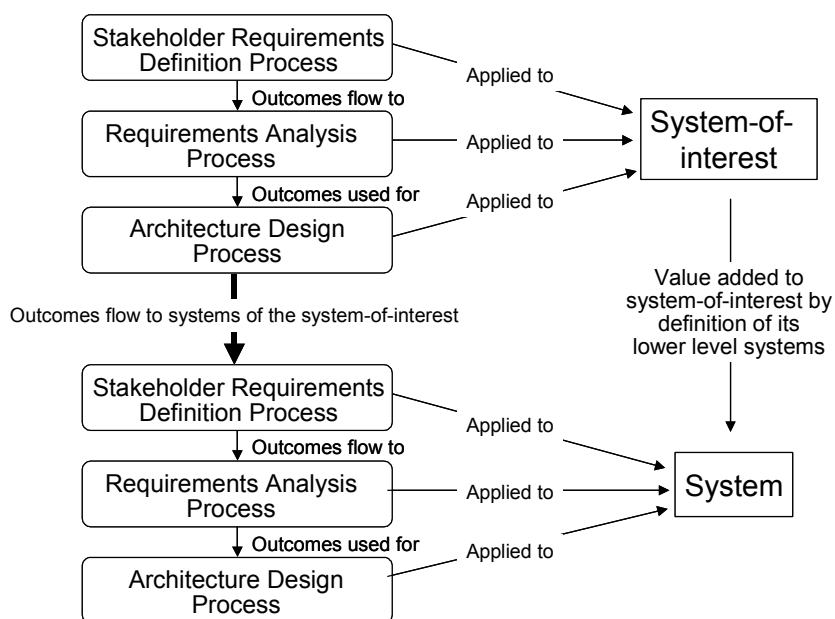 Stakeholder Requirements
Definition Process
Applied to
Outcomes flow to
Requirements Analysis
Process
Applied to
System-of-
interest
Outcomes used for
Applied to
Architecture Design
Process
Outcomes flow to systems of the system-of-interest
Value added to
system-of-interest by
definition of its
lower level systems
Stakeholder Requirements
Definition Process
Applied to
Outcomes flow to
Requirements Analysis
Process
Applied to
System
Outcomes used for
Applied to
Architecture Design
Process